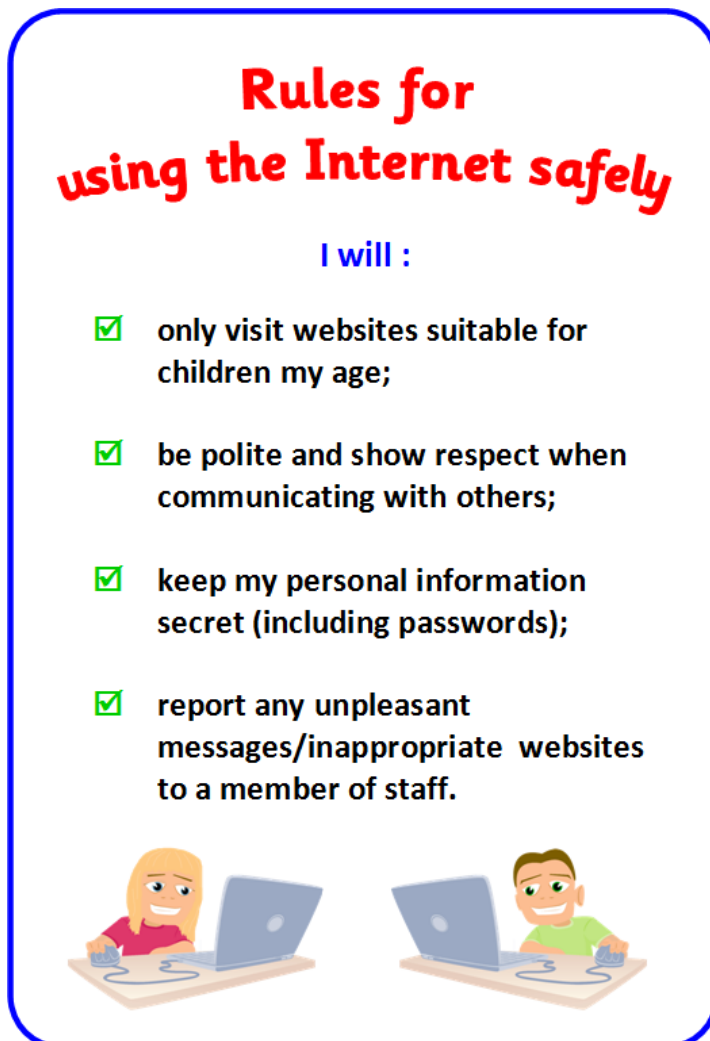 Rules for
using the Internet safely
I will :
only visit websites suitable for
children my age;
be polite and show respect when
communicating with others;
keep my personal information
secret (including passwords);
report any unpleasant
messages/inappropriate  websites
to a member of staff.